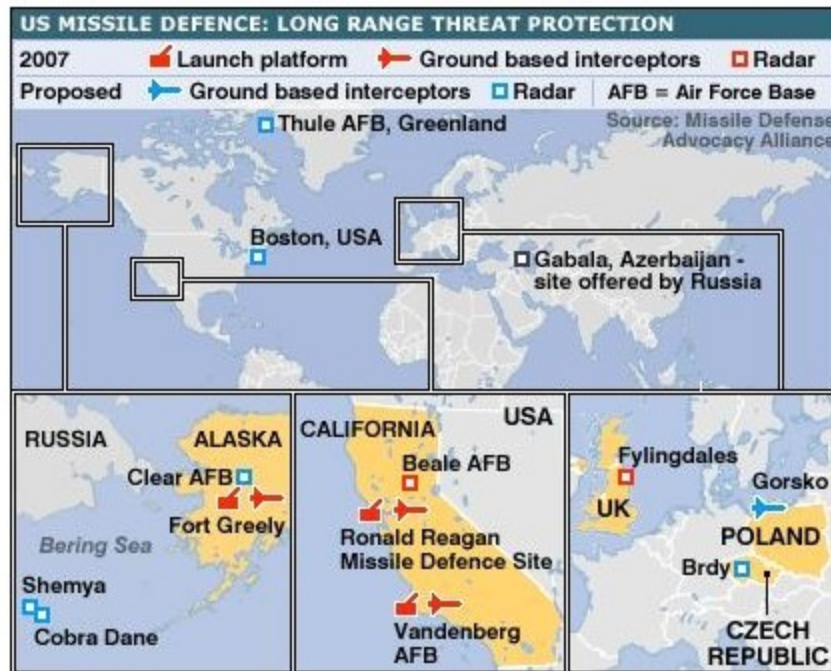 US MISSILE DEFENCE: LONG RANGE THREAT PROTECTION
2007 Launch platform Ground based interceptors Radar
Proposed Ground based interceptors Radar AFB = Air Force Base
Source: Missile Defense
Advocacy Alliance
Thule AFB, Greenland
Boston, USA
Gabala, Azerbaijan -
site offered by Russia
RUSSIA
ALASKA
Clear AFB
Fort Greely
Bering Sea
Shemya
Cobra Dane
CALIFORNIA
USA
Beale AFB
Ronald Reagan
Missile Defence Site
Vandenberg
AFB
Fylingdales
UK
Gorsko
POLAND
Brdy
CZECH
REPUBLIC